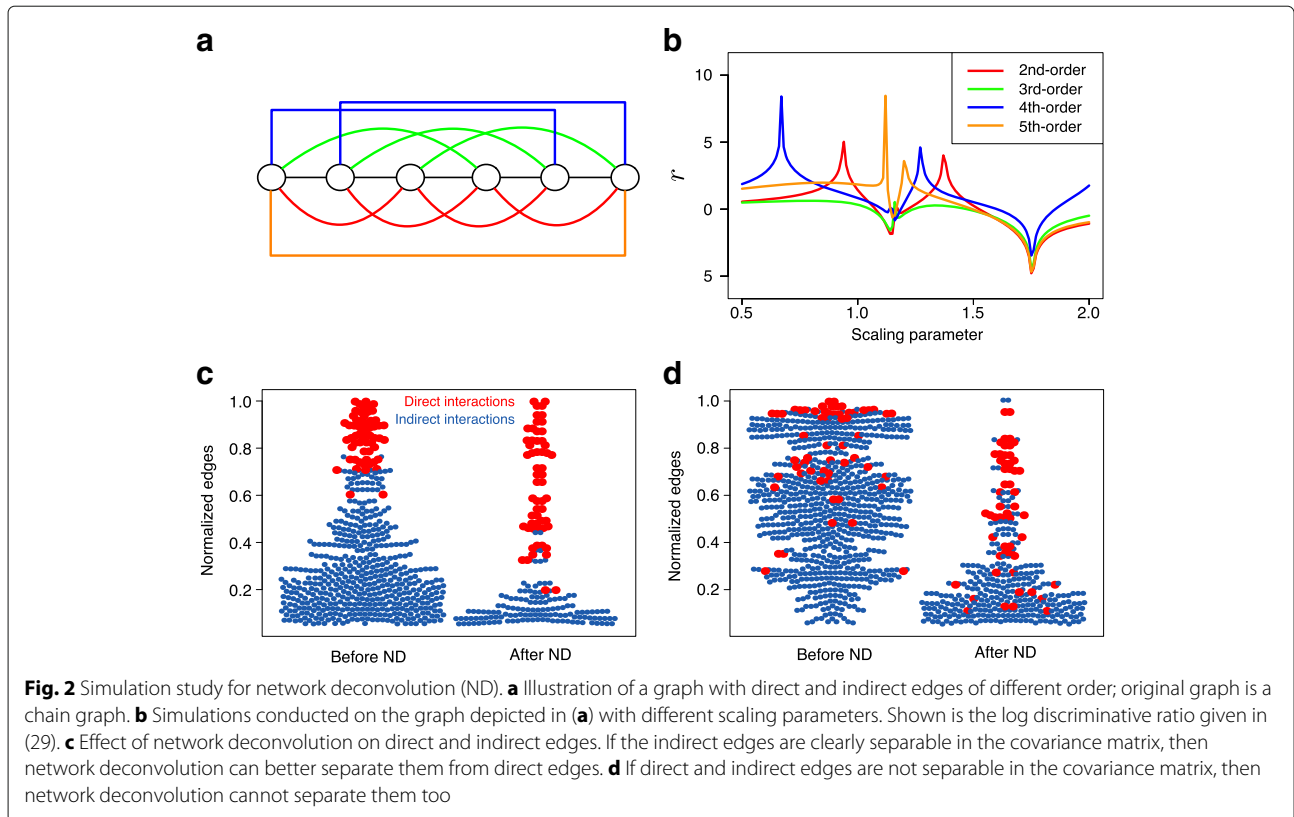 a
b
10
5
0
5
r
2nd-order
3rd-order
4th-order
5th-order
0.5 1.0 1.5 2.0
Scaling parameter
c
Normalized edges
1.0
0.8
0.6
0.4
0.2
Direct interactions
Indirect interactions
Before ND After ND
d
Normalized edges
1.0
0.8
0.6
0.4
0.2
Before ND After ND
Fig. 2 Simulation study for network deconvolution (ND). a Illustration of a graph with direct and indirect edges of different order; original graph is a
chain graph. b Simulations conducted on the graph depicted in (a) with different scaling parameters. Shown is the log discriminative ratio given in
(29). c Effect of network deconvolution on direct and indirect edges. If the indirect edges are clearly separable in the covariance matrix, then
network deconvolution can better separate them from direct edges. d If direct and indirect edges are not separable in the covariance matrix, then
network deconvolution cannot separate them too